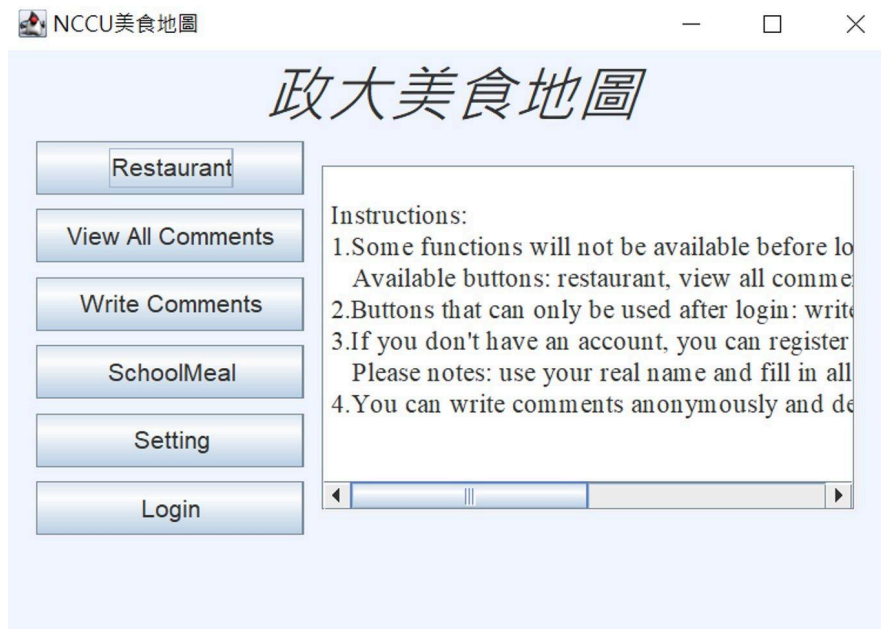 NCCU美食地圖
政大美食地圖
Restaurant
View All Comments
Write Comments
SchoolMeal
Setting
Login
Instructions:
1.Some functions will not be available before lo
Available buttons: restaurant, view all comme
2.Buttons that can only be used after login: write
3.If you don't have an account, you can register
Please notes: use your real name and fill in all
4.You can write comments anonymously and de